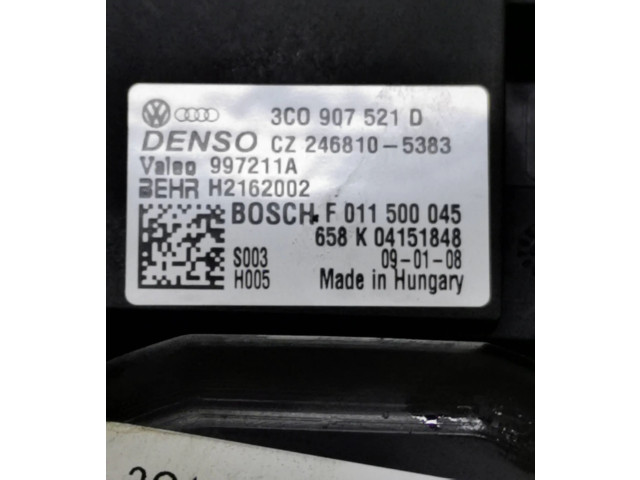 3C0 907 521 D
DENSO CZ 246810-5383
Valeo 997211A
BEHR H2162002
BOSCH F 011 500 045
658 K 04151848
S003 09-01-08
H005 Made in Hungary